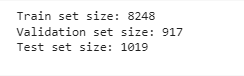 Train set size: 8248
Validation set size: 917
Test set size: 1019